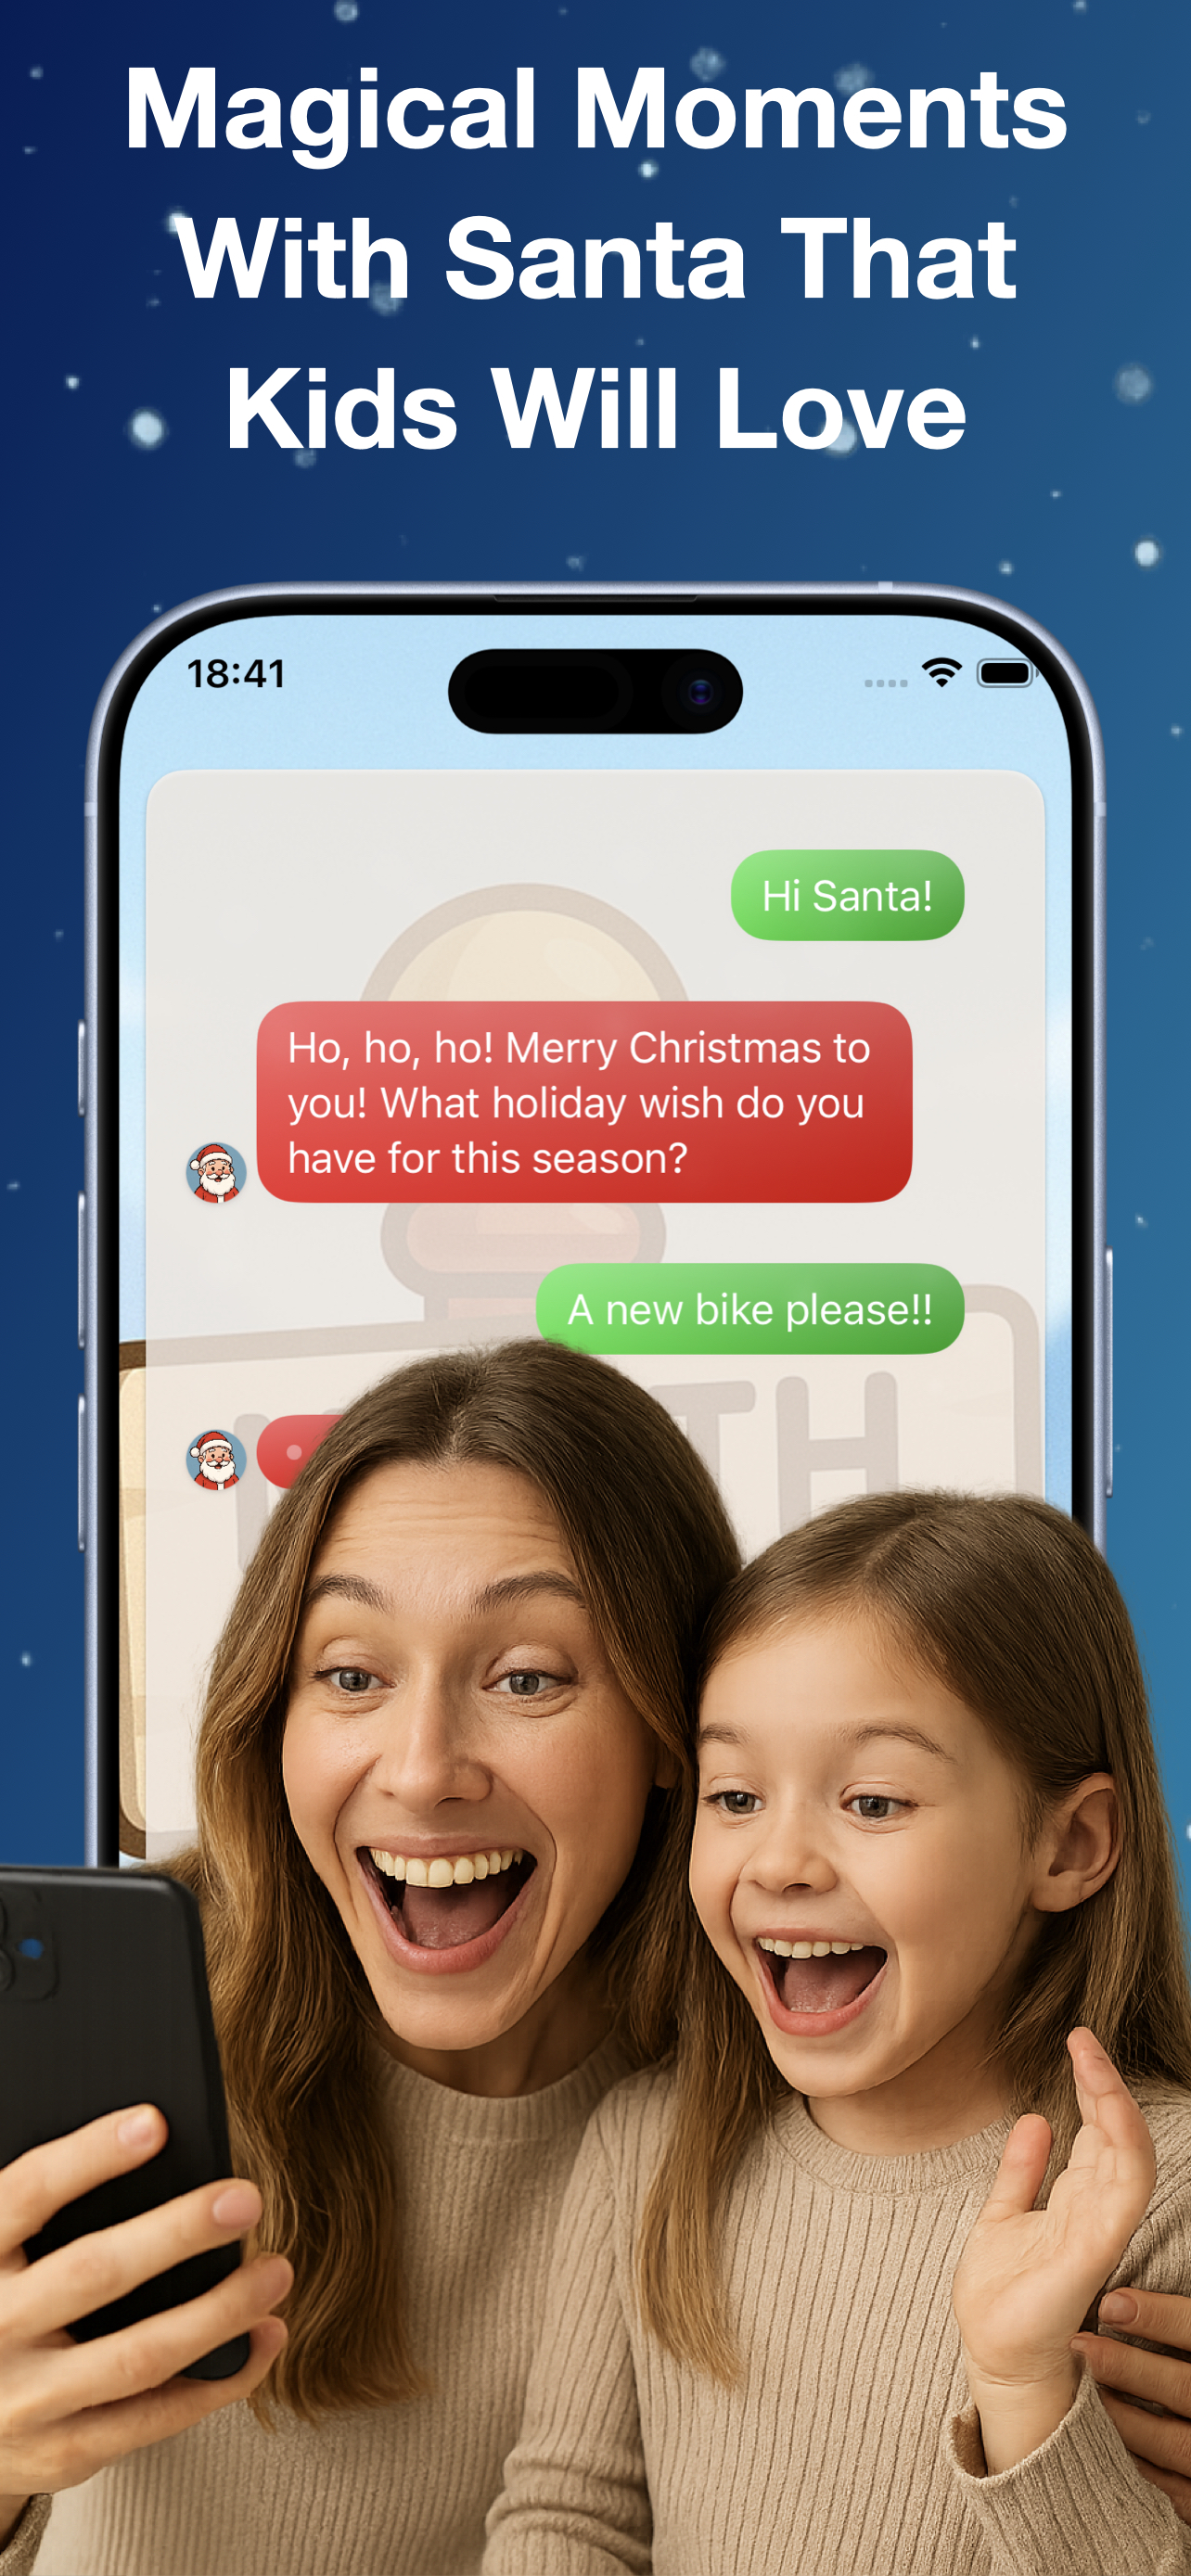 Magical Moments
With Santa That
Kids Will Love
18:41
Hi Santa!
Ho, ho, ho! Merry Christmas to
you! What holiday wish do you
have for this season?
A new bike please!!